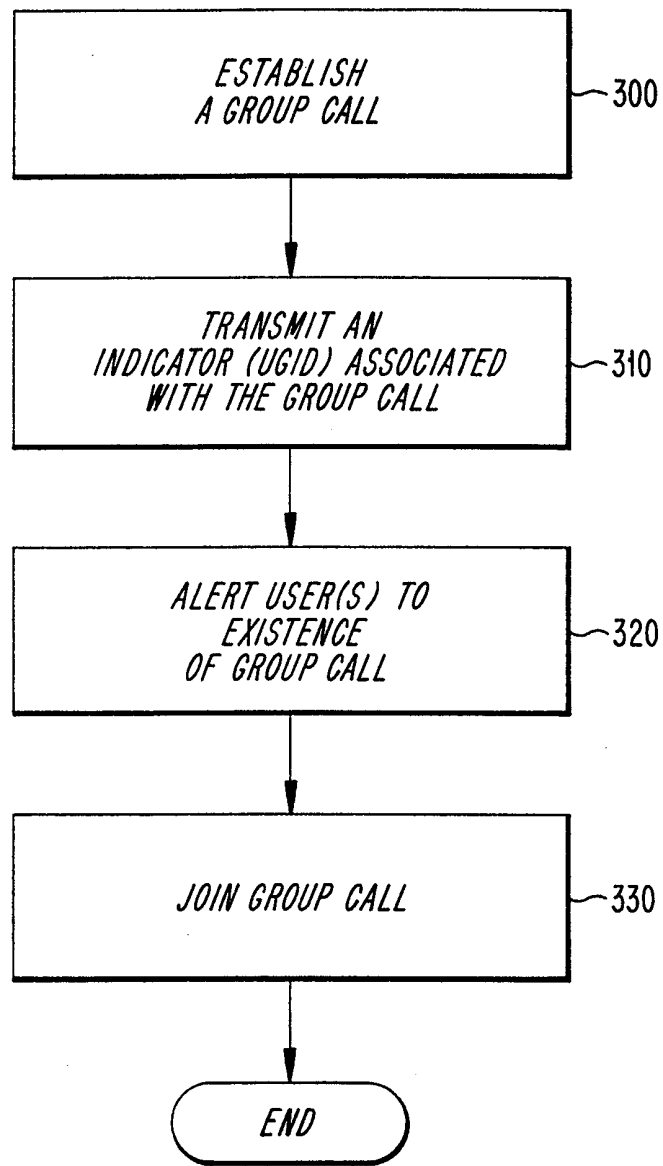 ESTABLISH
A GROUP CALL
300
TRANSMIT AN
INDICATOR (UGID) ASSOCIATED
WITH THE GROUP CALL
310
ALERT USER(S) TO
EXISTENCE
OF GROUP CALL
320
JOIN GROUP CALL
330
END